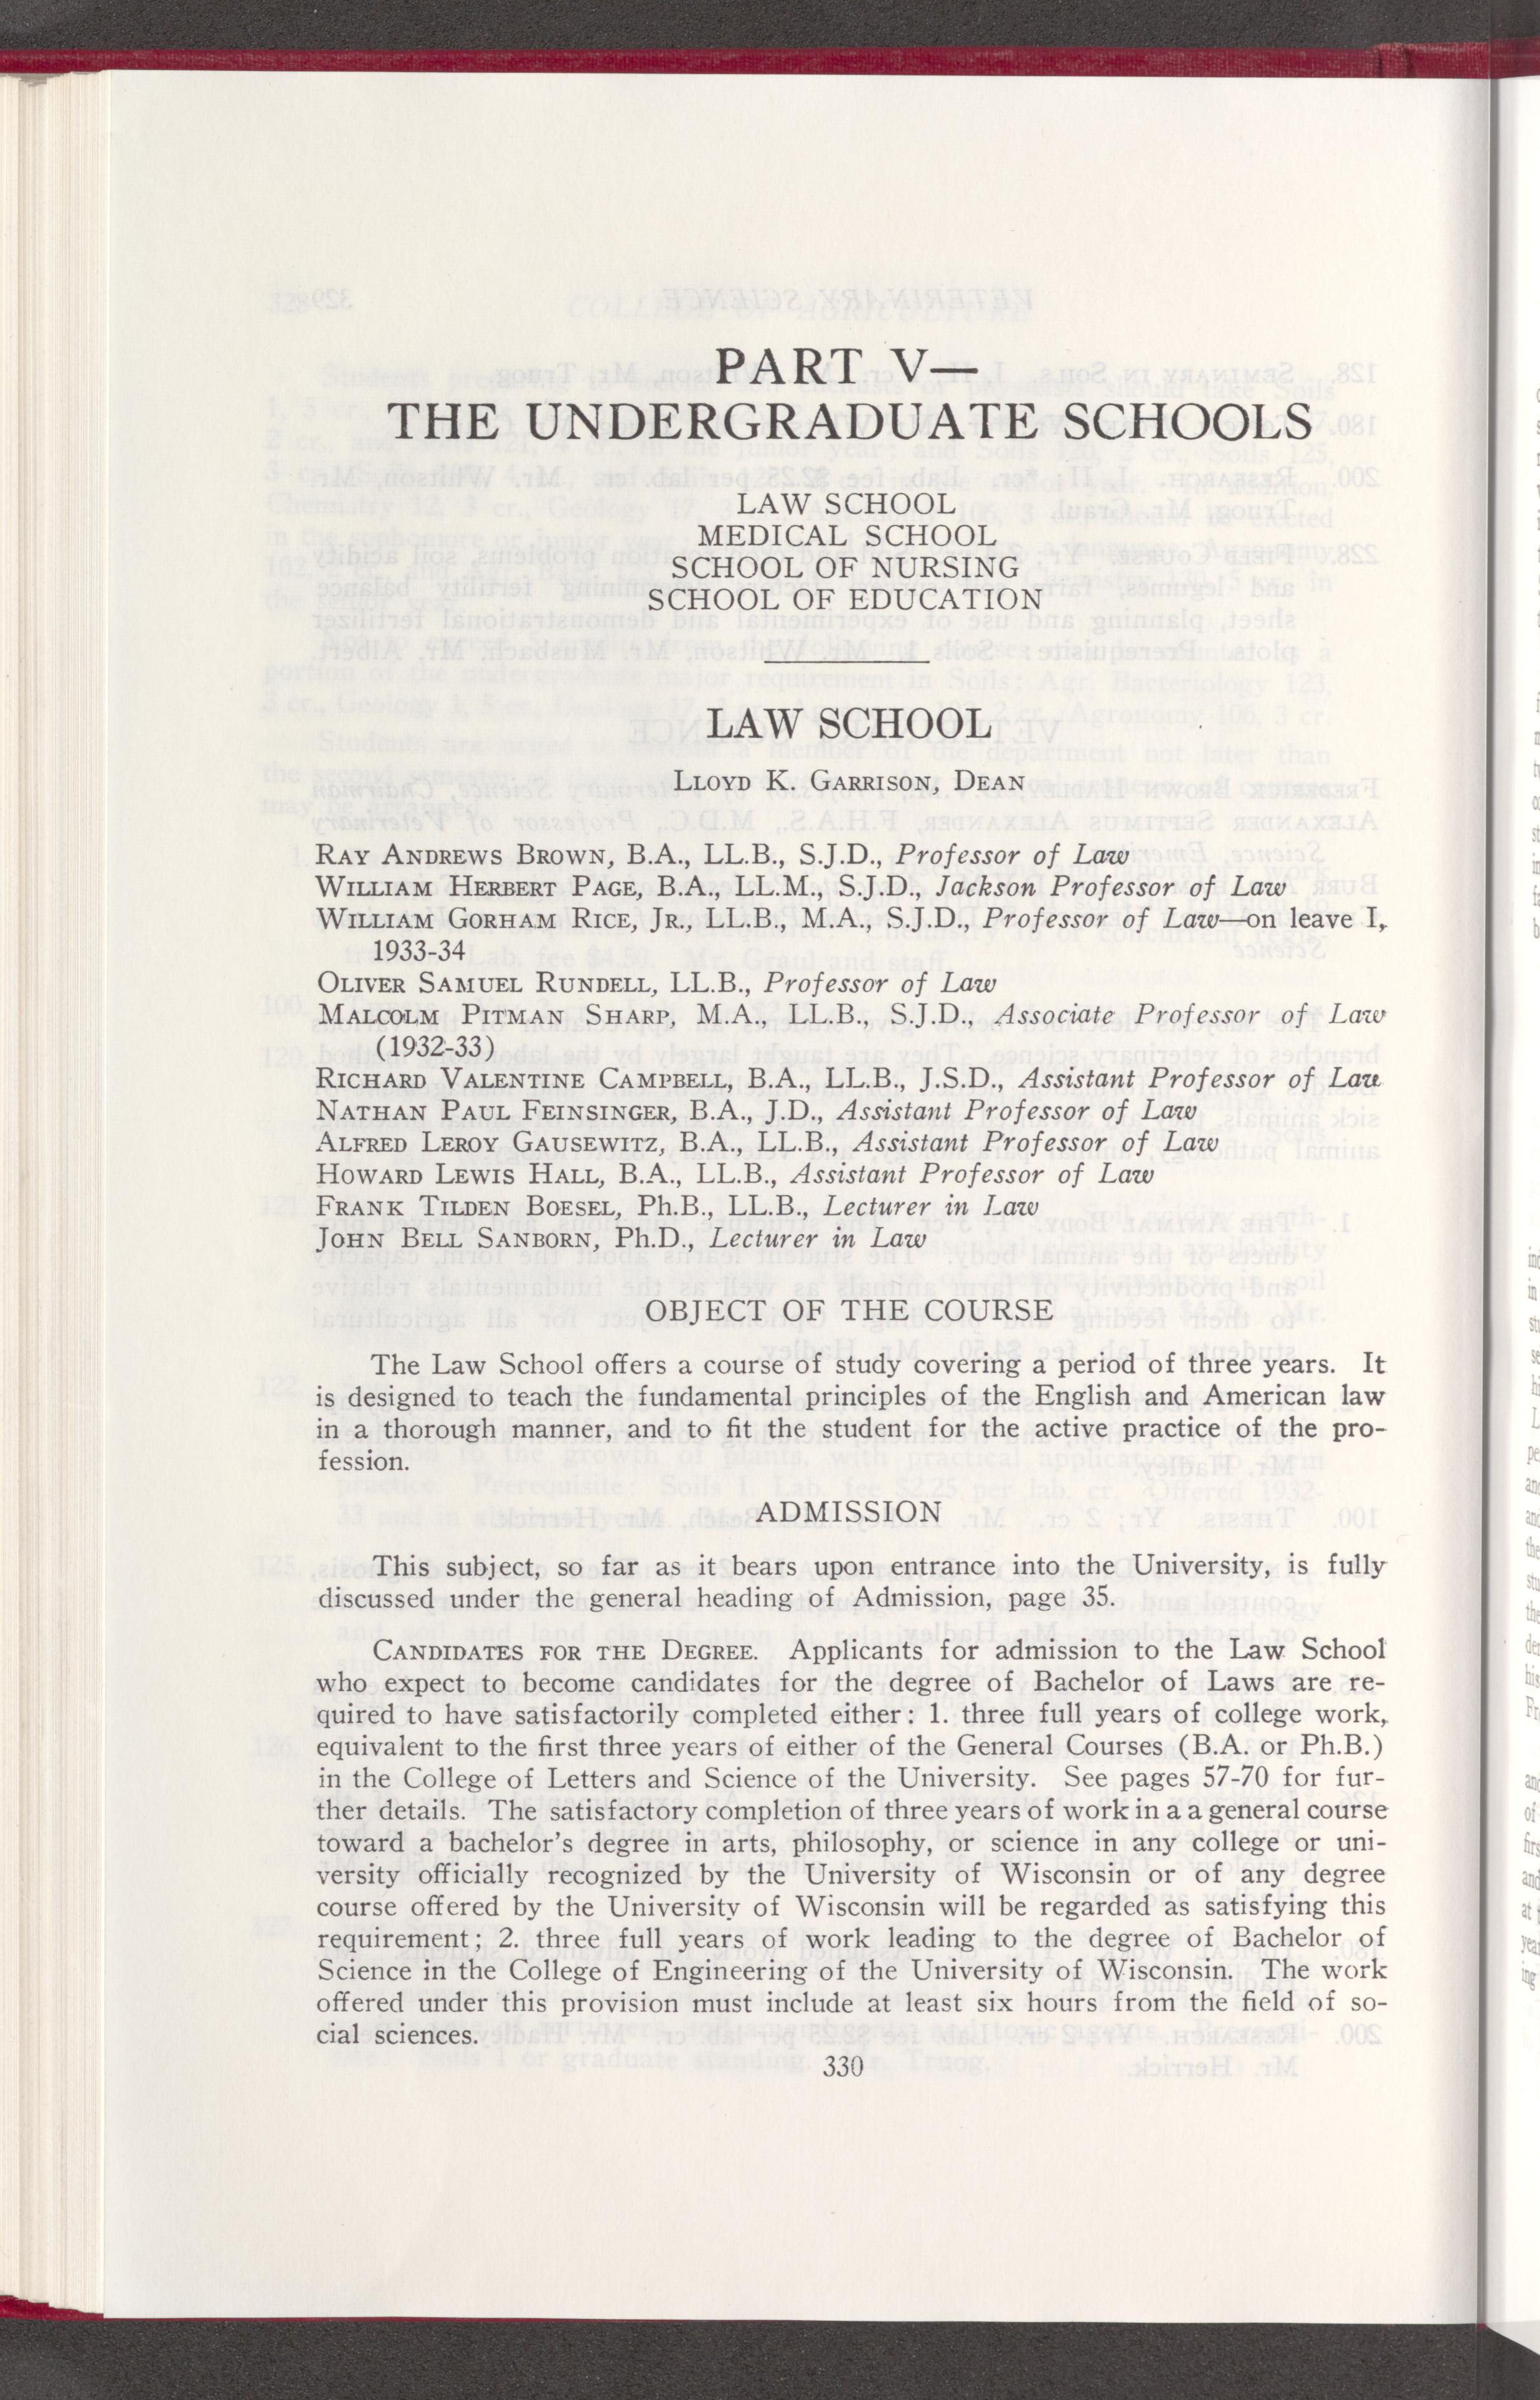 PART V—
THE UNDERGRADUATE SCHOOLS
LAW SCHOOL
MEDICAL SCHOOL
SCHOOL OF NURSING
SCHOOL OF EDUCATION
LAW SCHOOL
LLOYD K. GARRISON, DEAN
RAY ANDREWS BROWN, B.A., LL.B., S.J.D., Professor of Law
WILLIAM HERBERT PAGE, B.A., LL.M., S.J.D., Jackson Professor of Law
WILLIAM GORHAM RICE, JR., LL.B., M.A., S.J.D., Professor of Law—on leave I,
1933-34
OLIVER SAMUEL RUNDELL, LL.B., Professor of Law
MALCOLM PITMAN SHARP, M.A., LL.B., S.J.D., Associate Professor of Law
(1932-33)
RICHARD VALENTINE CAMPBELL, B.A., LL.B., J.S.D., Assistant Professor of Law
NATHAN PAUL FEINSINGER, B.A., J.D., Assistant Professor of Law
ALFRED LEROY GAUSEWITZ, B.A., LL.B., Assistant Professor of Law
HOWARD LEWIS HALL, B.A., LL.B., Assistant Professor of Law
FRANK TILDEN BOESEL, Ph.B., LL.B., Lecturer in Law
JOHN BELL SANBORN, Ph.D., Lecturer in Law
OBJECT OF THE COURSE
The Law School offers a course of study covering a period of three years. It
is designed to teach the fundamental principles of the English and American law
in a thorough manner, and to fit the student for the active practice of the pro-
fession.
ADMISSION
This subject, so far as it bears upon entrance into the University, is fully
discussed under the general heading of Admission, page 35.
CANDIDATES FOR THE DEGREE. Applicants for admission to the Law School
who expect to become candidates for the degree of Bachelor of Laws are re-
quired to have satisfactorily completed either: 1. three full years of college work,
equivalent to the first three years of either of the General Courses (B.A. or Ph.B.)
in the College of Letters and Science of the University. See pages 57-70 for fur-
ther details. The satisfactory completion of three years of work in a a general course
toward a bachelor's degree in arts, philosophy, or science in any college or uni-
versity officially recognized by the University of Wisconsin or of any degree
course offered by the University of Wisconsin will be regarded as satisfying this
requirement; 2. three full years of work leading to the degree of Bachelor of
Science in the College of Engineering of the University of Wisconsin. The work
offered under this provision must include at least six hours from the field of so-
cial sciences.
330